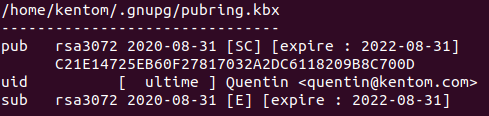 /home/kentom/.gnupg/pubring.kbx
-------------------------------
pub   rsa3072 2020-08-31 [SC] [expire : 2022-08-31]
      C21E14725EB60F27817032A2DC6118209B8C700D
uid          [  ultime ] Quentin <quentin@kentom.com>
sub   rsa3072 2020-08-31 [E] [expire : 2022-08-31]